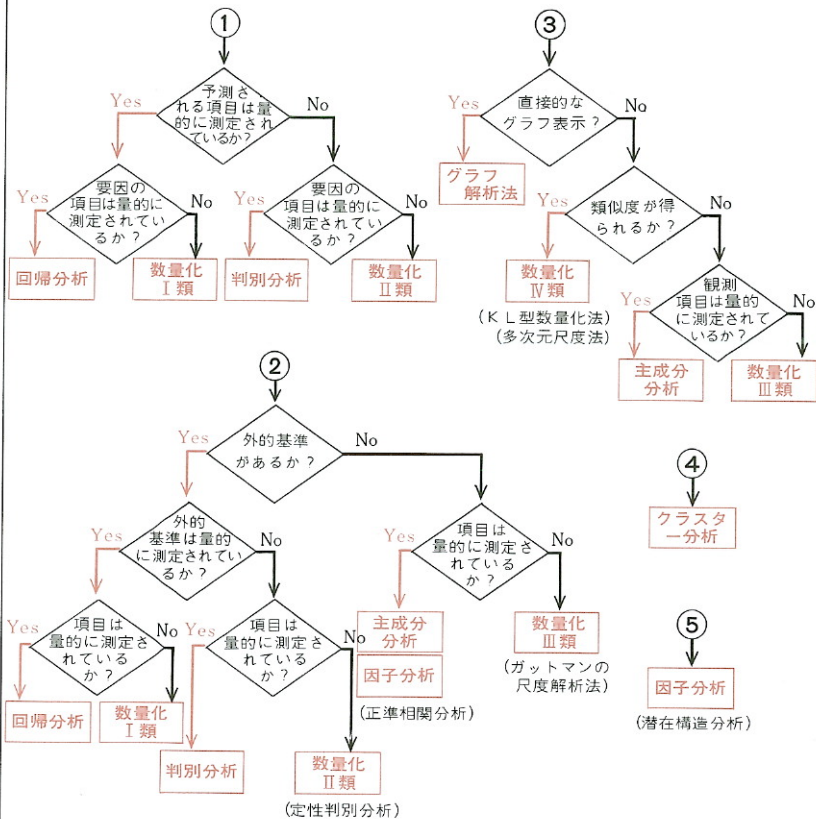 ①
予測さ
れる項目は量
的に測定され
ているか?
Yes
No
要因の
項目は量的に
測定されてい
るか?
Yes
No
回帰分析
数量化
Ⅰ類
要因の
項目は量的に
測定されてい
るか?
Yes
No
判別分析
数量化
Ⅱ類
③
直接的な
グラフ表示?
Yes
No
グラフ
解析法
類似度が得
られるか?
Yes
No
数量化
Ⅳ類
(KL型数量化法)
(多次元尺度法)
観測
項目は量的
に測定されて
いるか?
Yes
No
主成分
分析
数量化
Ⅲ類
②
外的基準
があるか?
Yes
No
外的
基準は量的
に測定されてい
るか?
Yes
No
項目は
量的に測定さ
れている
か?
Yes
No
回帰分析
数量化
Ⅰ類
項目は
量的に測定さ
れている
か?
Yes
No
判別分析
数量化
Ⅱ類
(定性判別分析)
項目は
量的に測定さ
れている
か?
Yes
No
主成分
分析
因子分析
(正準相関分析)
数量化
Ⅲ類
(ガットマンの
尺度解析法)
④
クラスタ
ー分析
⑤
因子分析
(潜在構造分析)